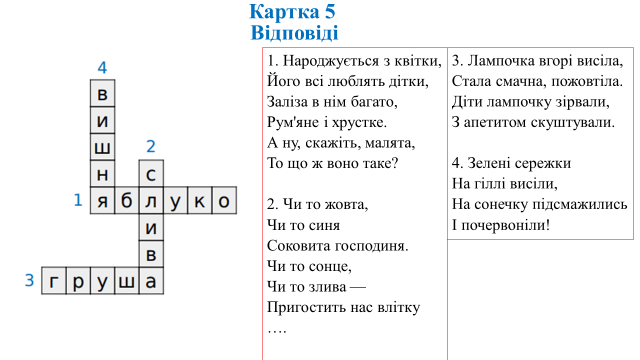 Картка 5
Відповіді
4
в
и
ш
2
н
с
1
я б л у к о
и
в
3
г р у ш а
1. Народжується з квітки,
Його всі люблять дітки,
Заліза в нім багато,
Рум'яне і хрустке.
А ну, скажіть, малята,
То що ж воно таке?
2. Чи то жовта,
Чи то синя
Соковита господиня.
Чи то сонце,
Чи то злива —
Пригостить нас влітку
….
3. Лампочка вгорі висіла,
Стала смачна, пожовтіла.
Діти лампочку зірвали,
З апетитом скуштували.
4. Зелені сережки
На гіллі висіли,
На сонечку підсмажились
І почервоніли!